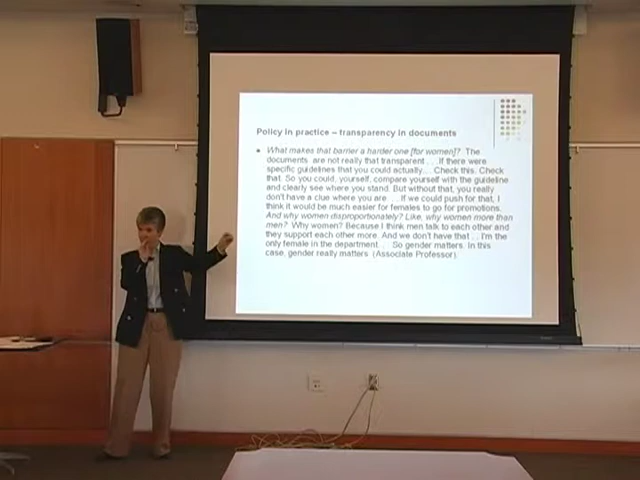 Policy in practice – transparency in documents
What makes that barrier a harder one [for women]? The
documents are not really that transparent . . .If there were
specific guidelines that you could actually… Check this. Check
that. So you could, yourself, compare yourself with the guideline
and clearly see where you stand. But without that, you really
don't have a clue where you are . . .If we could push for that, I
think it would be much easier for females to go for promotions.
And why women disproportionately? Like, why women more than
men? Why women? Because I think men talk to each other and
they support each other more. And we don't have that . . I'm the
only female in the department. . . So gender matters. In this
case, gender really matters. (Associate Professor).